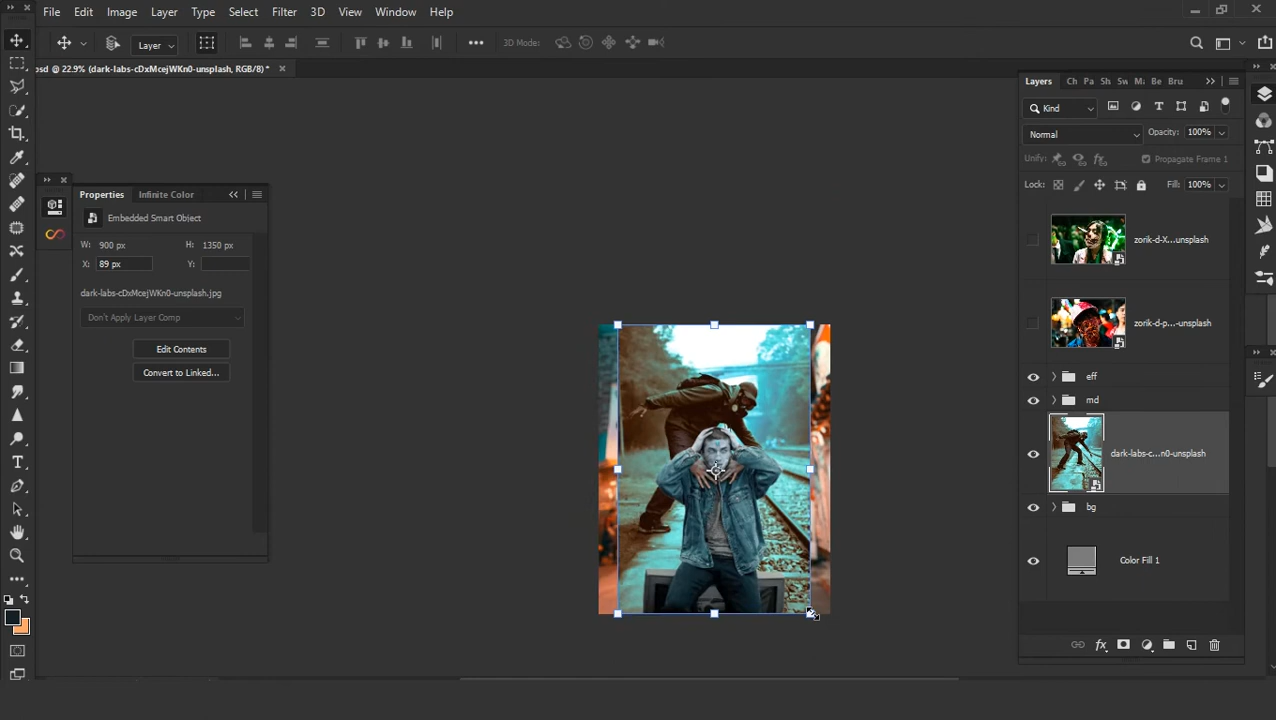 File Edit Image Layer Type Select Filter 3D View Window Help
Layer
3D Mode:
osd @ 22.9% (dark-labs-cDxMcejWKn0-unsplash, RGB/8) *
Properties Infinite Color
Embedded Smart Object
W: 900 px H: 1350 px
X: 89 px Y:
dark-labs-cDxMcejWKn0-unsplash.jpg
Don't Apply Layer Comp
Edit Contents
Convert to Linked...
Layers Ch Pa Sh Sw Ma Be Bru
Kind
Normal Opacity: 100%
Unify: Propagate Frame 1
Lock: Fill: 100%
zorik-d-X...unsplash
zorik-d-p...-unsplash
eff
md
dark-labs-c...n0-unsplash
bg
Color Fill 1
fx